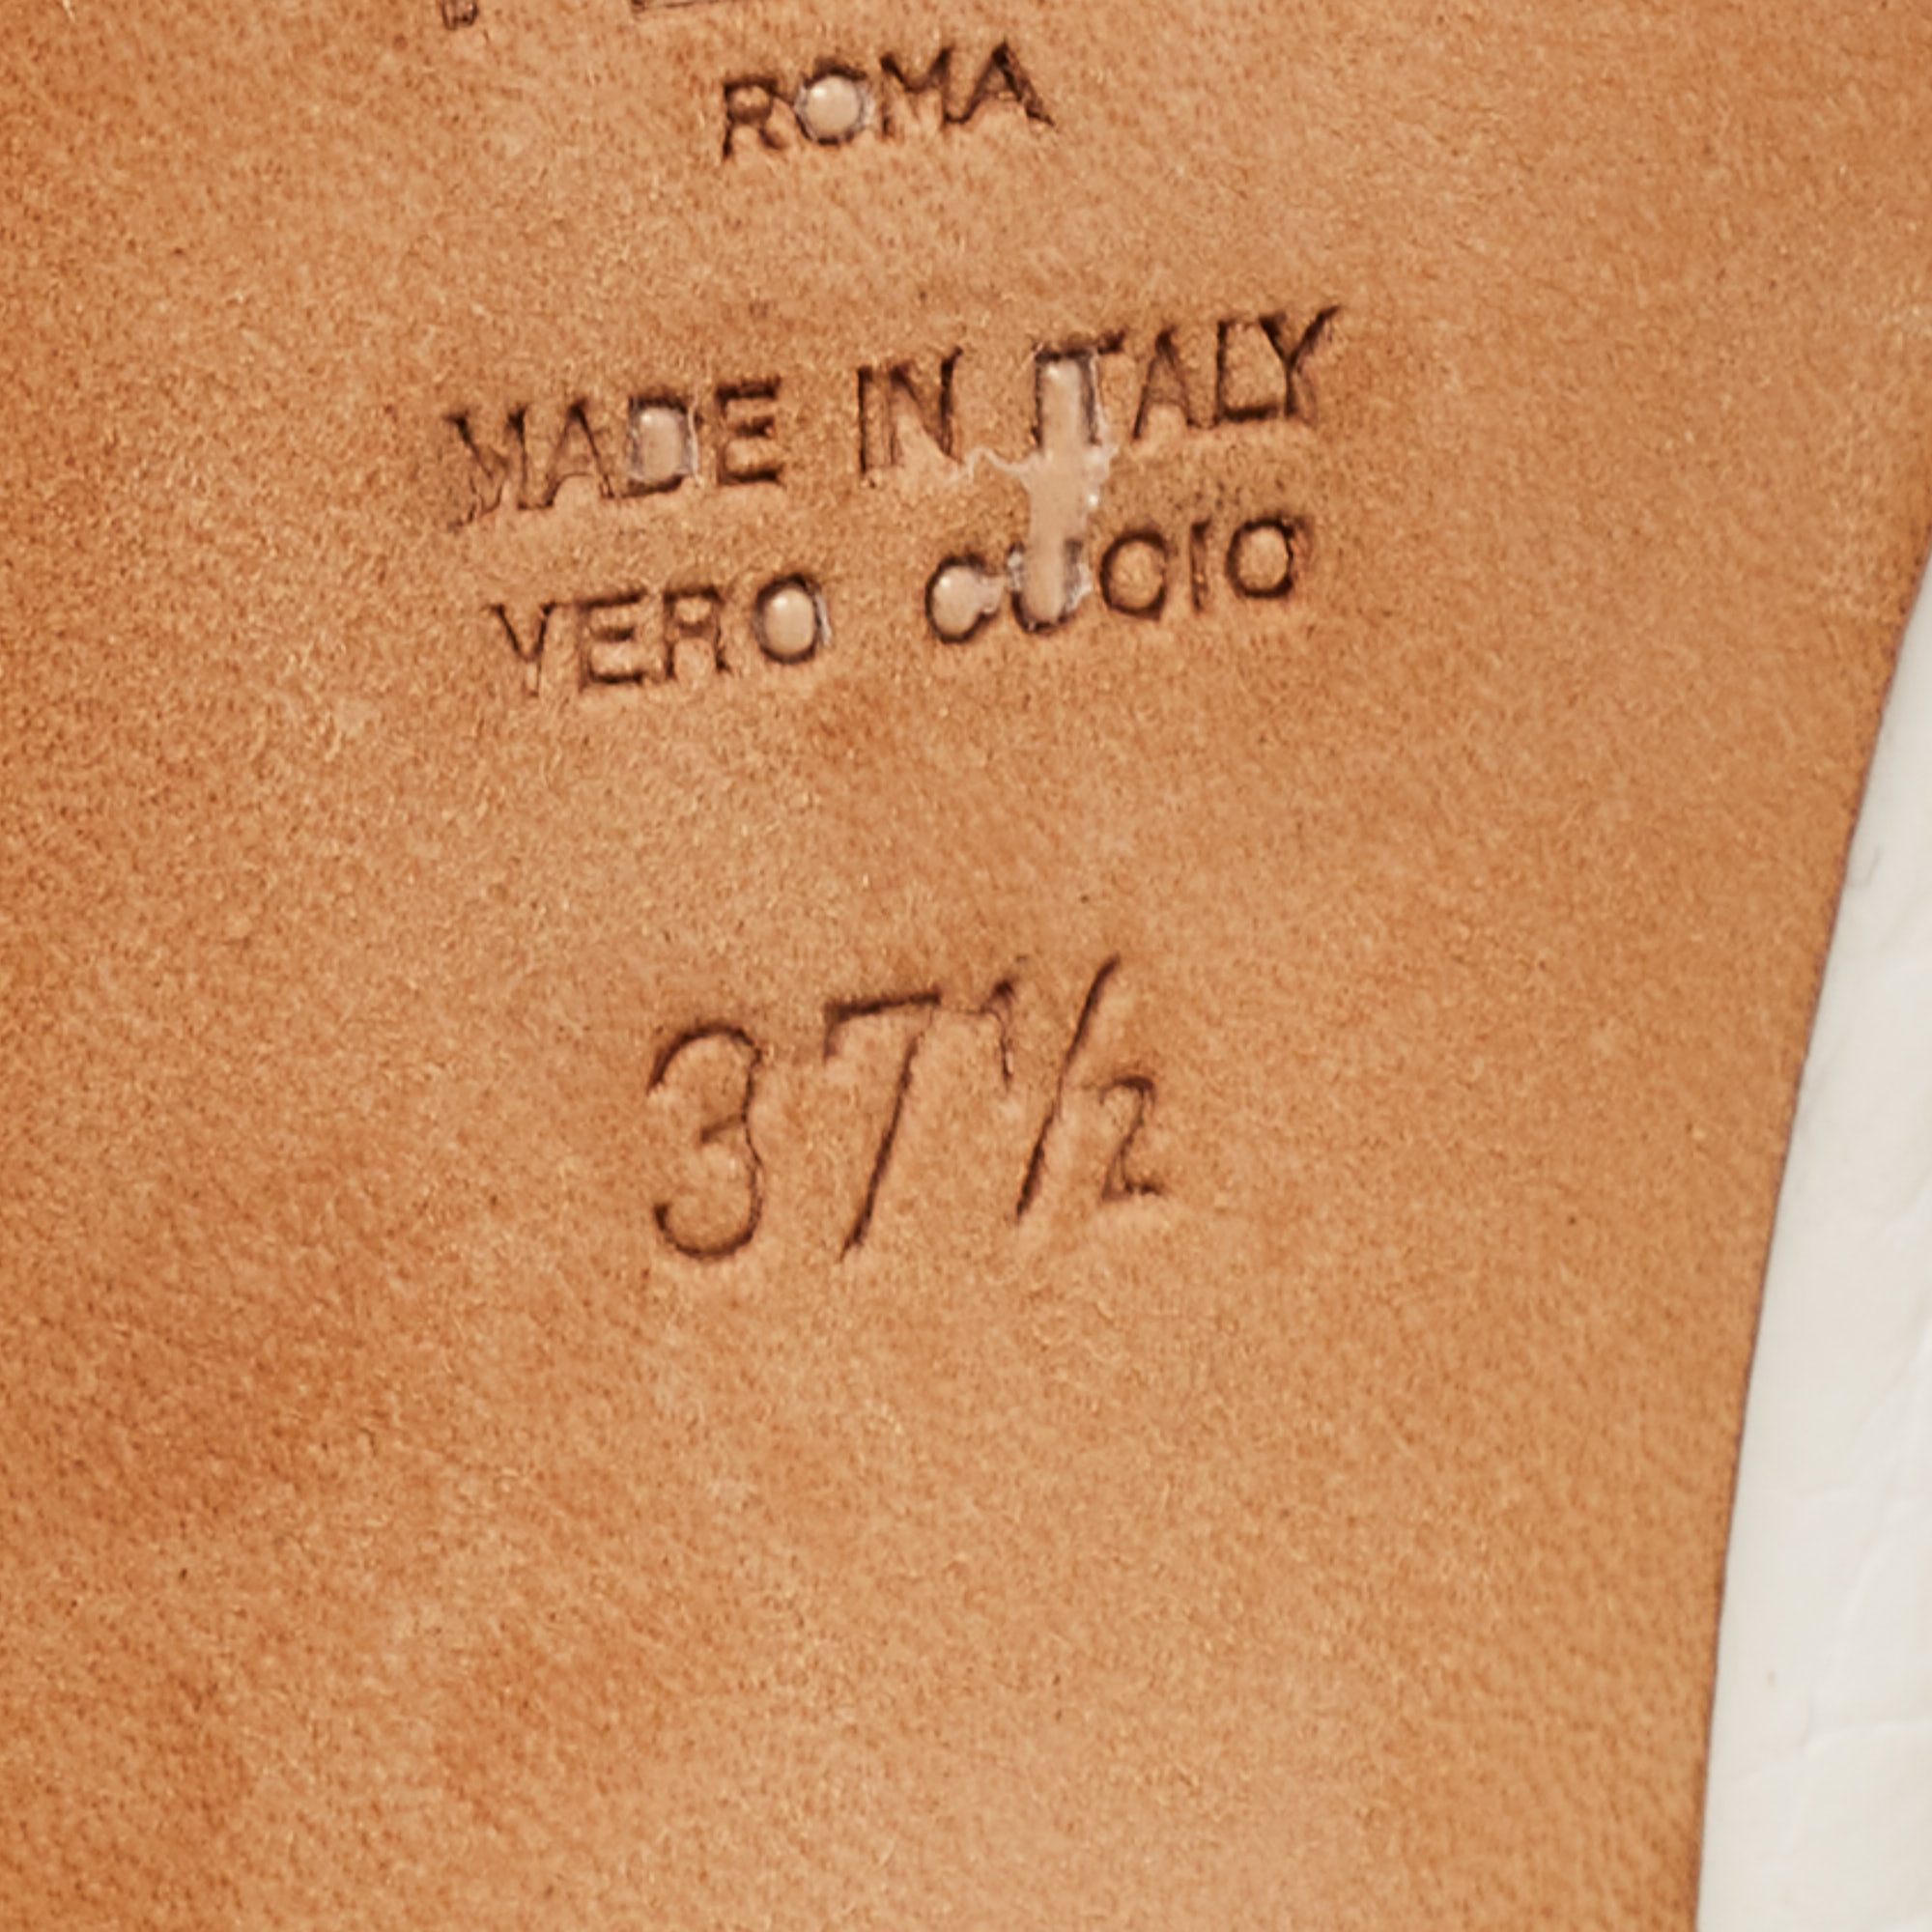 ROMA
MADE IN ITALY
VERO CUOIO
37½